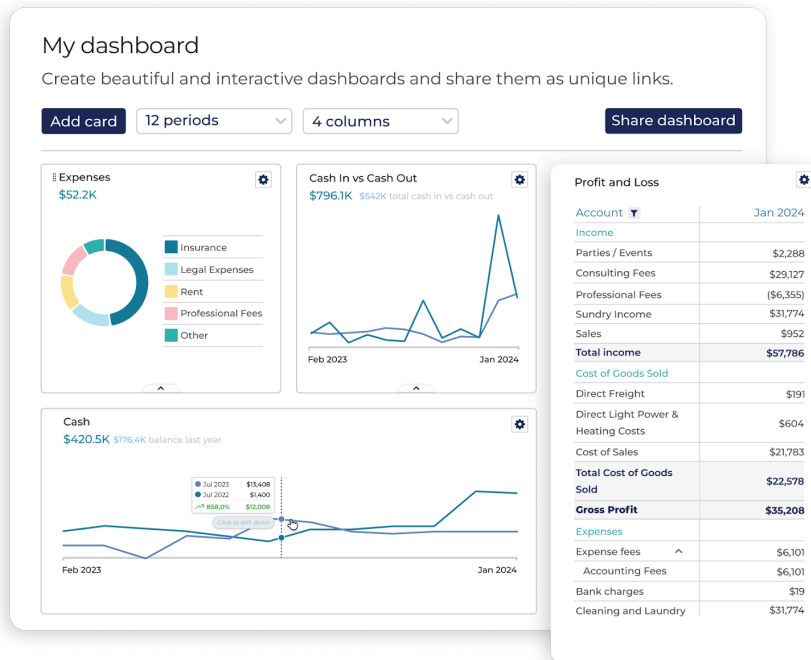 My dashboard
Create beautiful and interactive dashboards and share them as unique links.
Add card
12 periods
4 columns
Share dashboard
Expenses
$52.2K
Insurance
Legal Expenses
Rent
Professional Fees
Other
Cash In vs Cash Out
$796.1K $542K total cash in vs cash out
Feb 2023 Jan 2024
Cash
$420.5K $176.4K balance last year
Jul 2023 $13,408
Jul 2022 $1,400
858,0% $12,008
Click to drill down
Feb 2023 Jan 2024
Profit and Loss
Account Jan 2024
Income
Parties / Events $2,288
Consulting Fees $29,127
Professional Fees ($6,355)
Sundry Income $31,774
Sales $952
Total income $57,786
Cost of Goods Sold
Direct Freight $191
Direct Light Power &
Heating Costs $604
Cost of Sales $21,783
Total Cost of Goods
Sold $22,578
Gross Profit $35,208
Expenses
Expense fees $6,101
Accounting Fees $6,101
Bank charges $19
Cleaning and Laundry $31,774